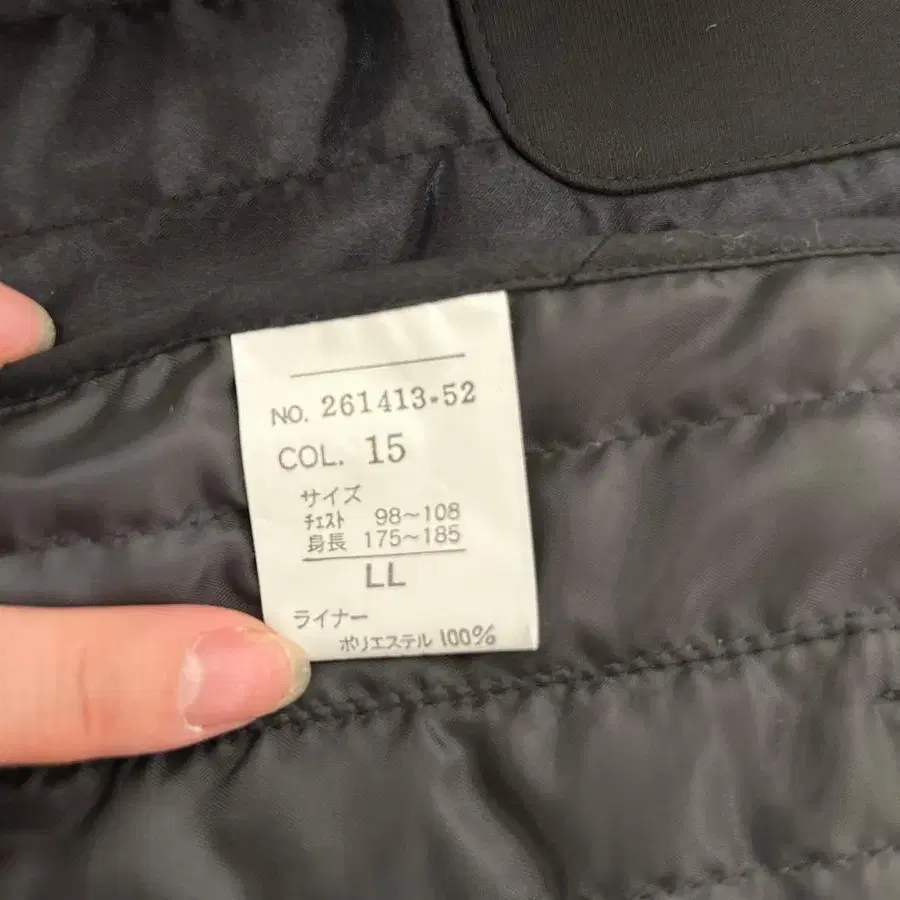 NO. 261413-52
COL. 15
サイズ
チェスト 98～108
身長 175～185
LL
ライナー
ポリエステル 100%